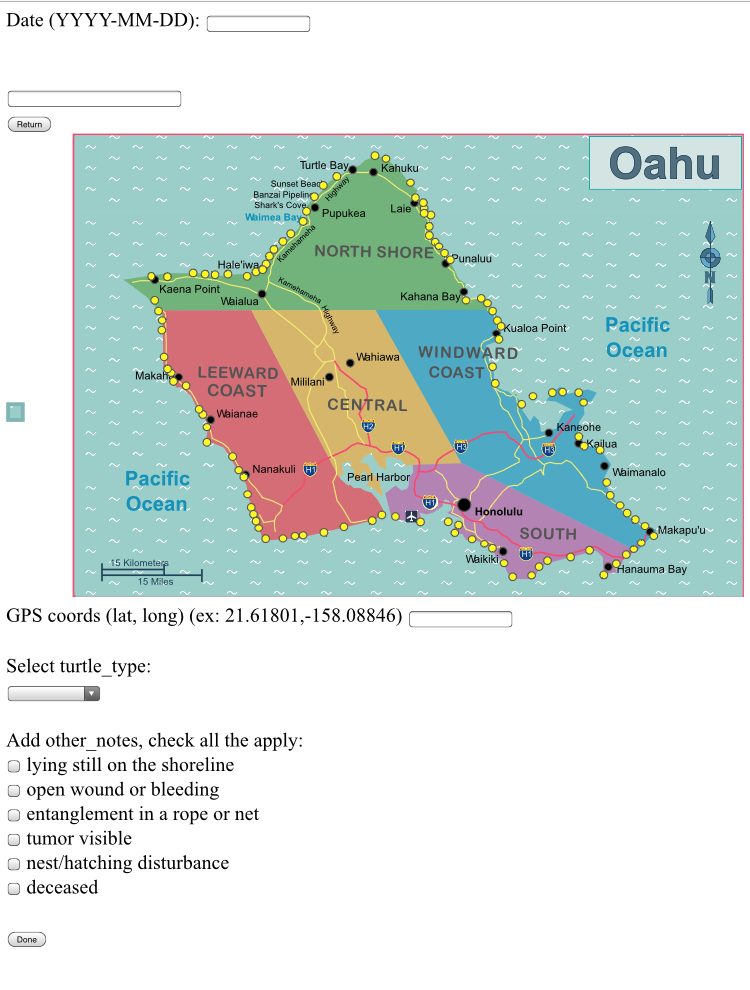 Date (YYYY-MM-DD):
Return
Oahu
Turtle Bay
Kahuku
Sunset Beac
Banzai Pipelin
Shark's Cove
Waimea Bay
Pupukea
Laie
Kamehameha Highway
NORTH SHORE
Punaluu
Hale'iwa
Kaena Point
Waialua
Kamehameha Highway
Kahana Bay
N
Kualoa Point
Pacific
Ocean
Wahiawa
WINDWARD
COAST
Makah
LEEWARD
COAST
Mililani
CENTRAL
Waianae
H2
Kaneohe
H1
H3
H3
Kailua
Nanakuli
H1
Pearl Harbor
Waimanalo
Pacific
Ocean
H1
Honolulu
SOUTH
Makapu'u
Waikiki
H1
Hanauma Bay
15 Kilometers
15 Miles
GPS coords (lat, long) (ex: 21.61801,-158.08846)
Select turtle_type:
Add other_notes, check all the apply:
lying still on the shoreline
open wound or bleeding
entanglement in a rope or net
tumor visible
nest/hatching disturbance
deceased
Done